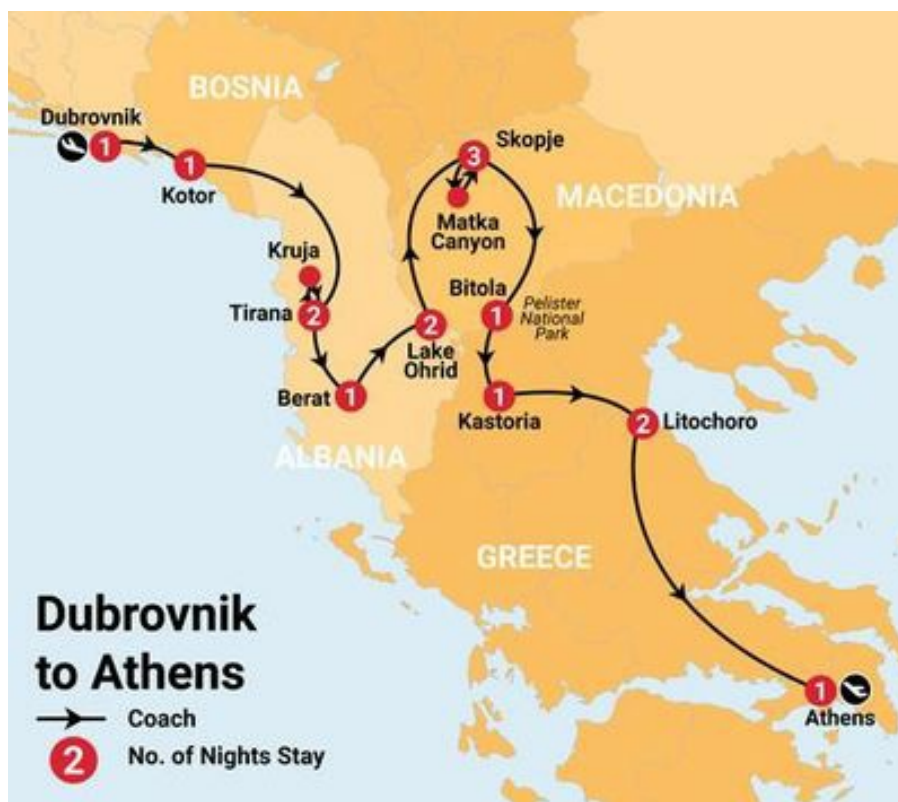 BOSNIA
Dubrovnik
1
1
Kotor
3
Skopje
MACEDONIA
Matka
Canyon
Kruja
Tirana
2
Bitola
1
Pelister
National
Park
2
Lake
Ohrid
Berat
1
1
Kastoria
2
Litochoro
ALBANIA
GREECE
Dubrovnik
to Athens
Coach
2
No. of Nights Stay
1
Athens